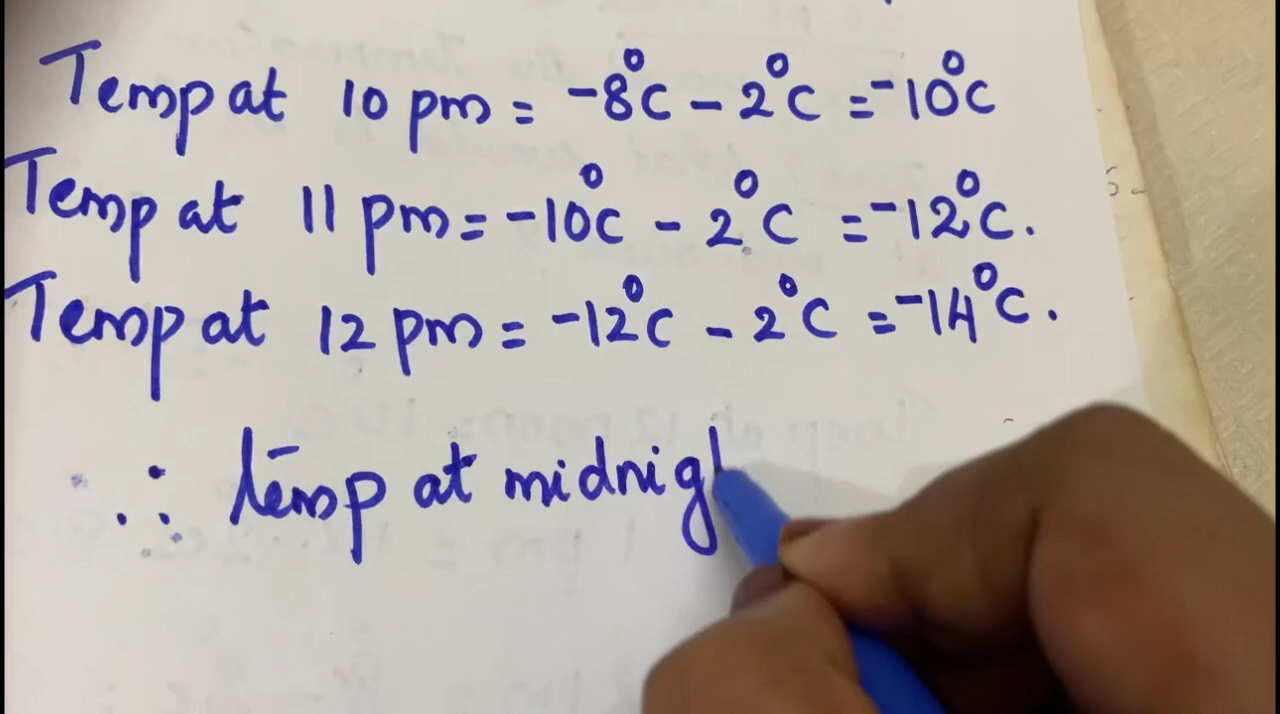 Temp at 10 pm = -8°C - 2°C = -10°C
Temp at 11 pm = -10°C - 2°C = -12°C.
Temp at 12 pm = -12°C - 2°C = -14°C.
∴ temp at midnigh